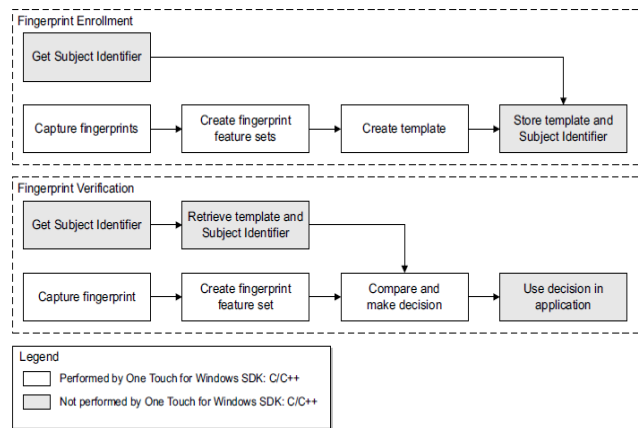 Fingerprint Enrollment
Get Subject Identifier
Capture fingerprints
Create fingerprint
feature sets
Create template
Store template and
Subject Identifier
Fingerprint Verification
Get Subject Identifier
Retrieve template and
Subject Identifier
Capture fingerprint
Create fingerprint
feature set
Compare and
make decision
Use decision in
application
Legend
Performed by One Touch for Windows SDK: C/C++
Not performed by One Touch for Windows SDK: C/C++